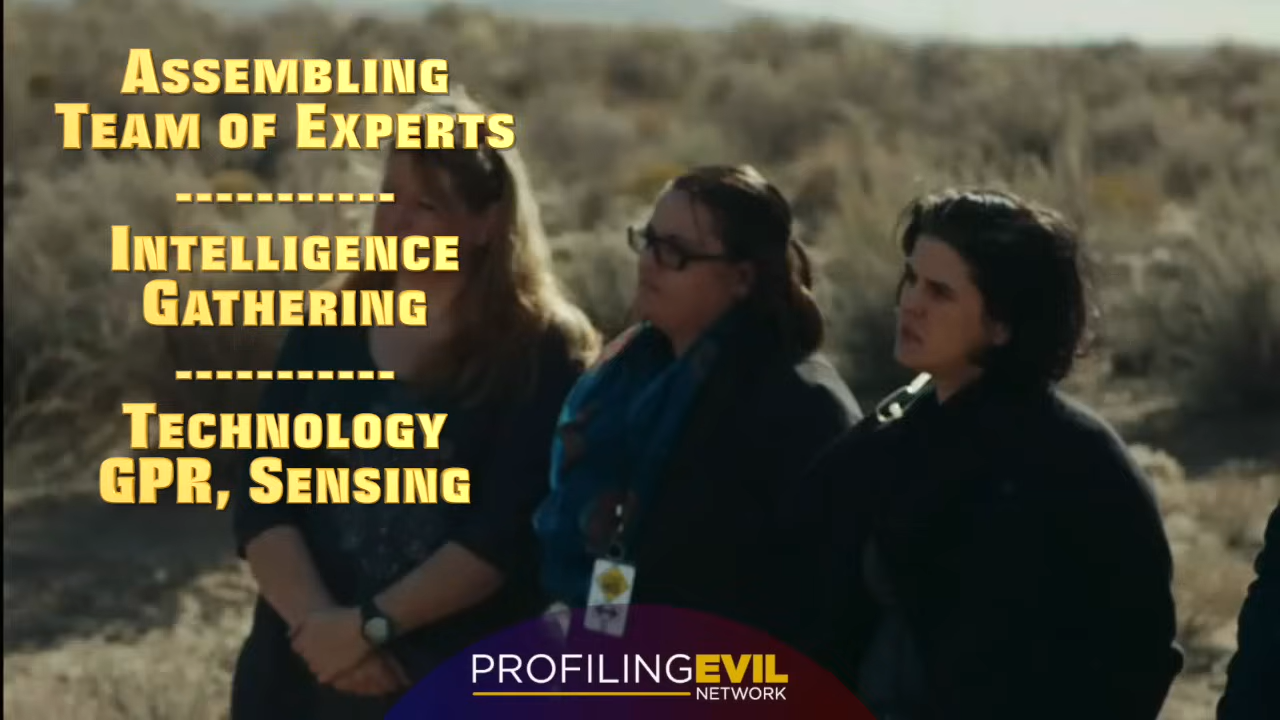 Assembling
Team of Experts
-----------
Intelligence
Gathering
-----------
Technology
GPR, Sensing
PROFILINGEVIL
NETWORK